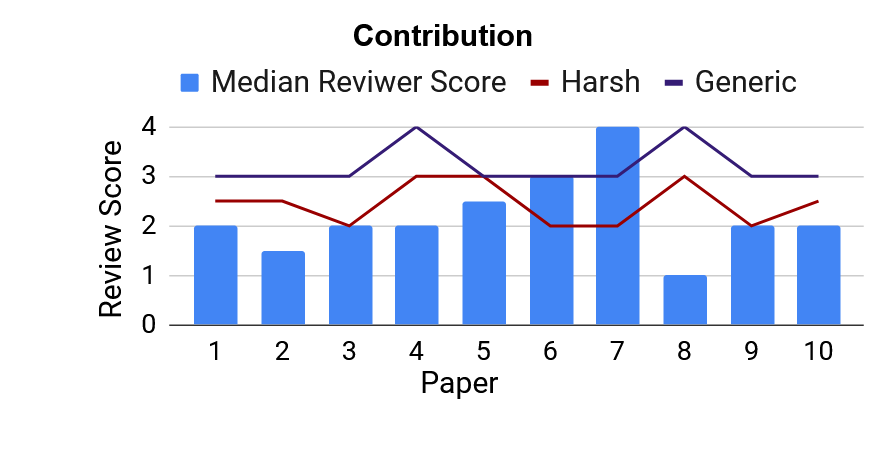 Contribution
Median Reviwer Score Harsh Generic
Review Score
4
3
2
1
0
1 2 3 4 5 6 7 8 9 10
Paper